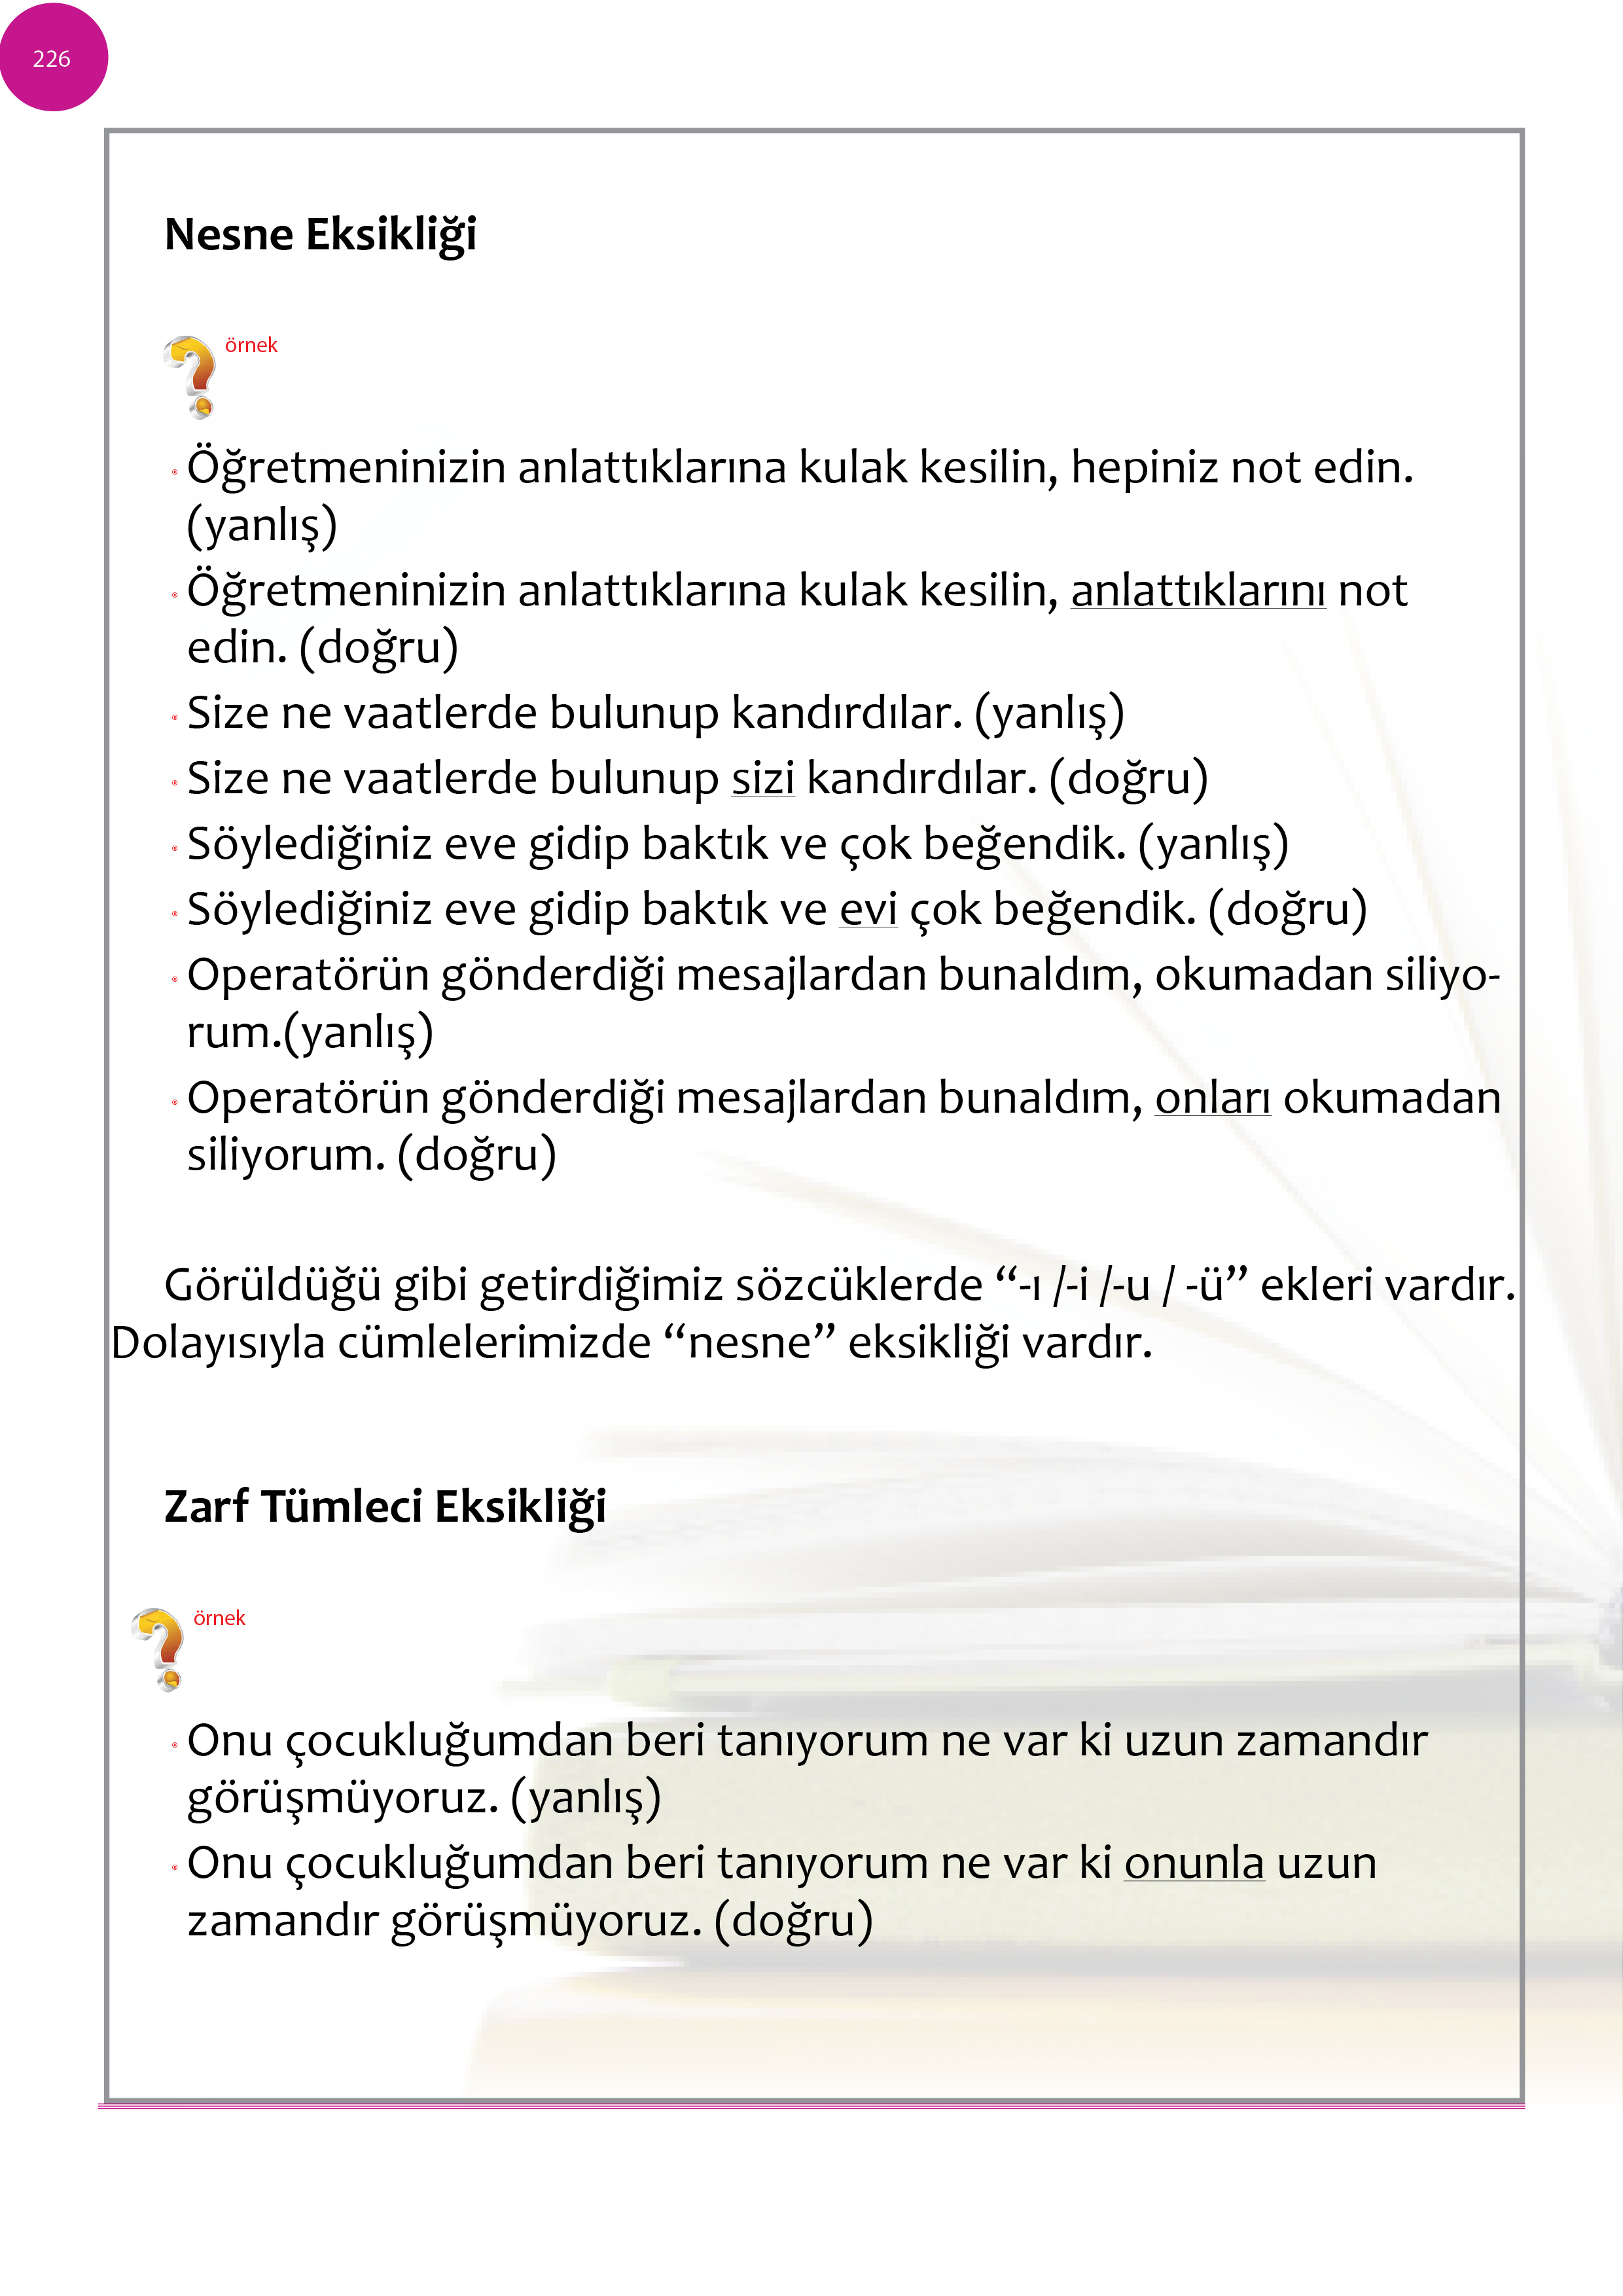 226
Nesne Eksikliği
örnek
Öğretmeninizin anlattıklarına kulak kesilin, hepiniz not edin.
(yanlış)
Öğretmeninizin anlattıklarına kulak kesilin, anlattıklarını not
edin. (doğru)
Size ne vaatlerde bulunup kandırdılar. (yanlış)
Size ne vaatlerde bulunup sizi kandırdılar. (doğru)
Söylediğiniz eve gidip baktık ve çok beğendik. (yanlış)
Söylediğiniz eve gidip baktık ve evi çok beğendik. (doğru)
Operatörün gönderdiği mesajlardan bunaldım, okumadan siliyo-
rum.(yanlış)
Operatörün gönderdiği mesajlardan bunaldım, onları okumadan
siliyorum. (doğru)
Görüldüğü gibi getirdiğimiz sözcüklerde “-ı /-i /-u / -ü” ekleri vardır.
Dolayısıyla cümlelerimizde “nesne” eksikliği vardır.
Zarf Tümleci Eksikliği
örnek
Onu çocukluğumdan beri tanıyorum ne var ki uzun zamandır
görüşmüyoruz. (yanlış)
Onu çocukluğumdan beri tanıyorum ne var ki onunla uzun
zamandır görüşmüyoruz. (doğru)